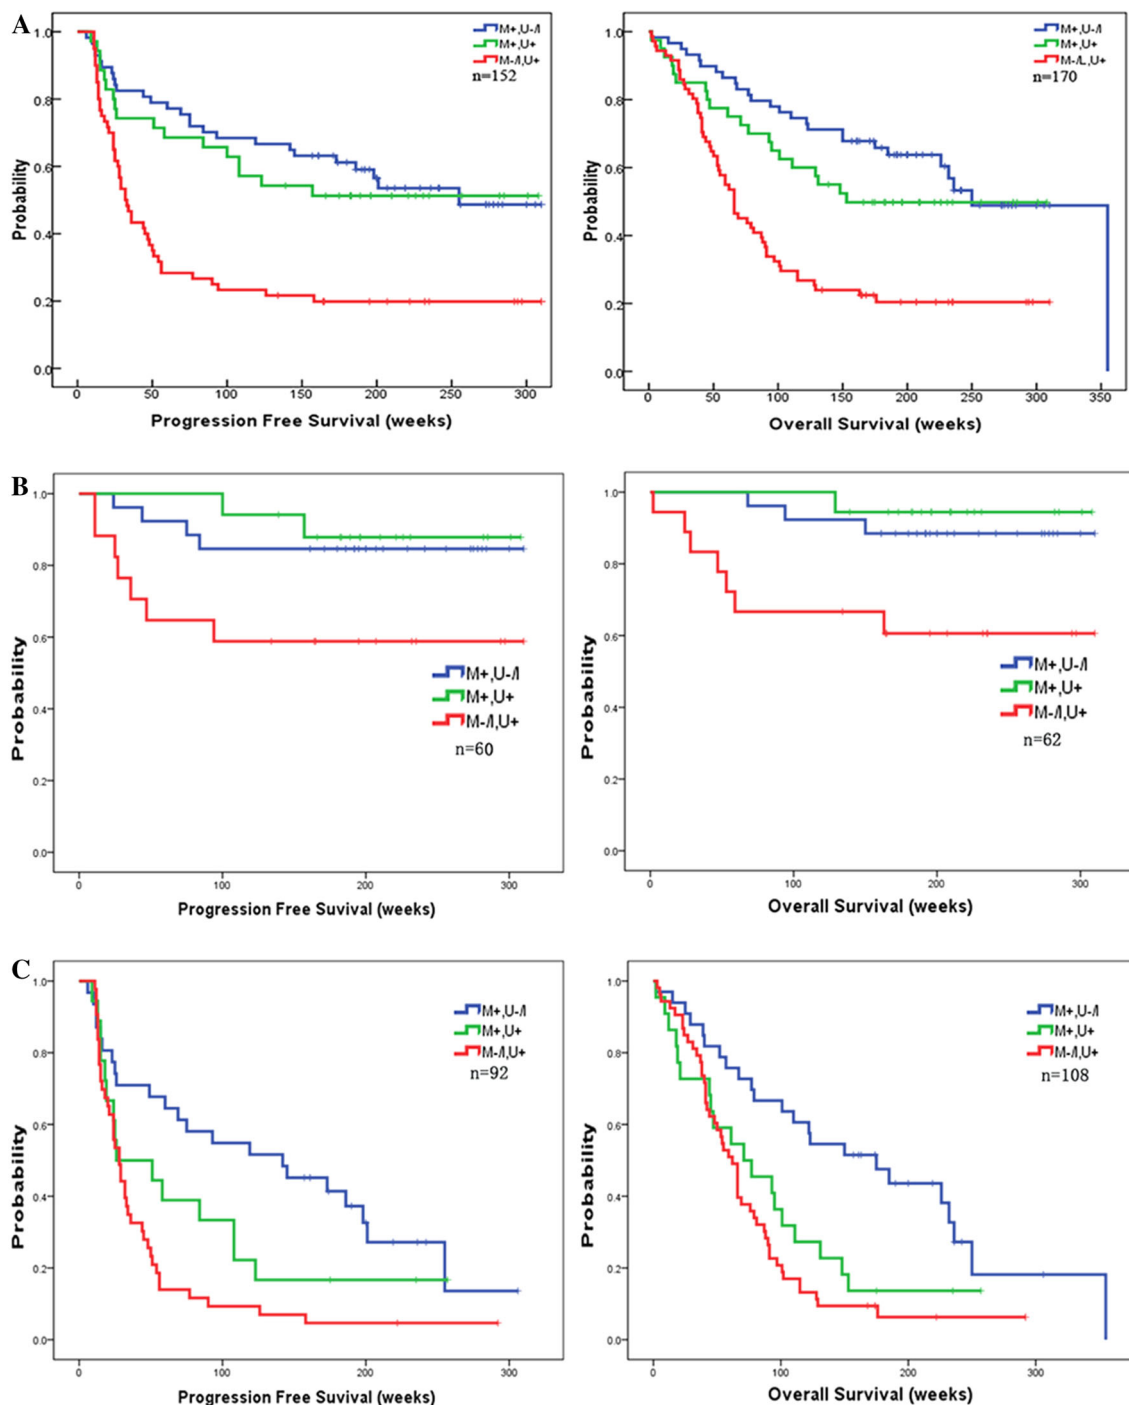 A
1.0
0.8
0.6
0.4
0.2
0.0
Probability
M+,U-/I
M+,U+
M-/I,U+
n=152
0 50 100 150 200 250 300
Progression Free Survival (weeks)
1.0
0.8
0.6
0.4
0.2
0.0
Probability
M+,U-/I
M+,U+
M-/L,U+
n=170
0 50 100 150 200 250 300 350
Overall Survival (weeks)
B
1.0
0.8
0.6
0.4
0.2
0.0
Probability
M+,U-/I
M+,U+
M-/I,U+
n=60
0 100 200 300
Progression Free Suvival (weeks)
1.0
0.8
0.6
0.4
0.2
0.0
Probability
M+,U-/I
M+,U+
M-/I,U+
n=62
0 100 200 300
Overall Survival (weeks)
C
1.0
0.8
0.6
0.4
0.2
0.0
Probability
M+,U-/I
M+,U+
M-/I,U+
n=92
0 100 200 300
Progression Free Suvival (weeks)
1.0
0.8
0.6
0.4
0.2
0.0
Probability
M+,U-/I
M+,U+
M-/I,U+
n=108
0 100 200 300
Overall Survival (weeks)